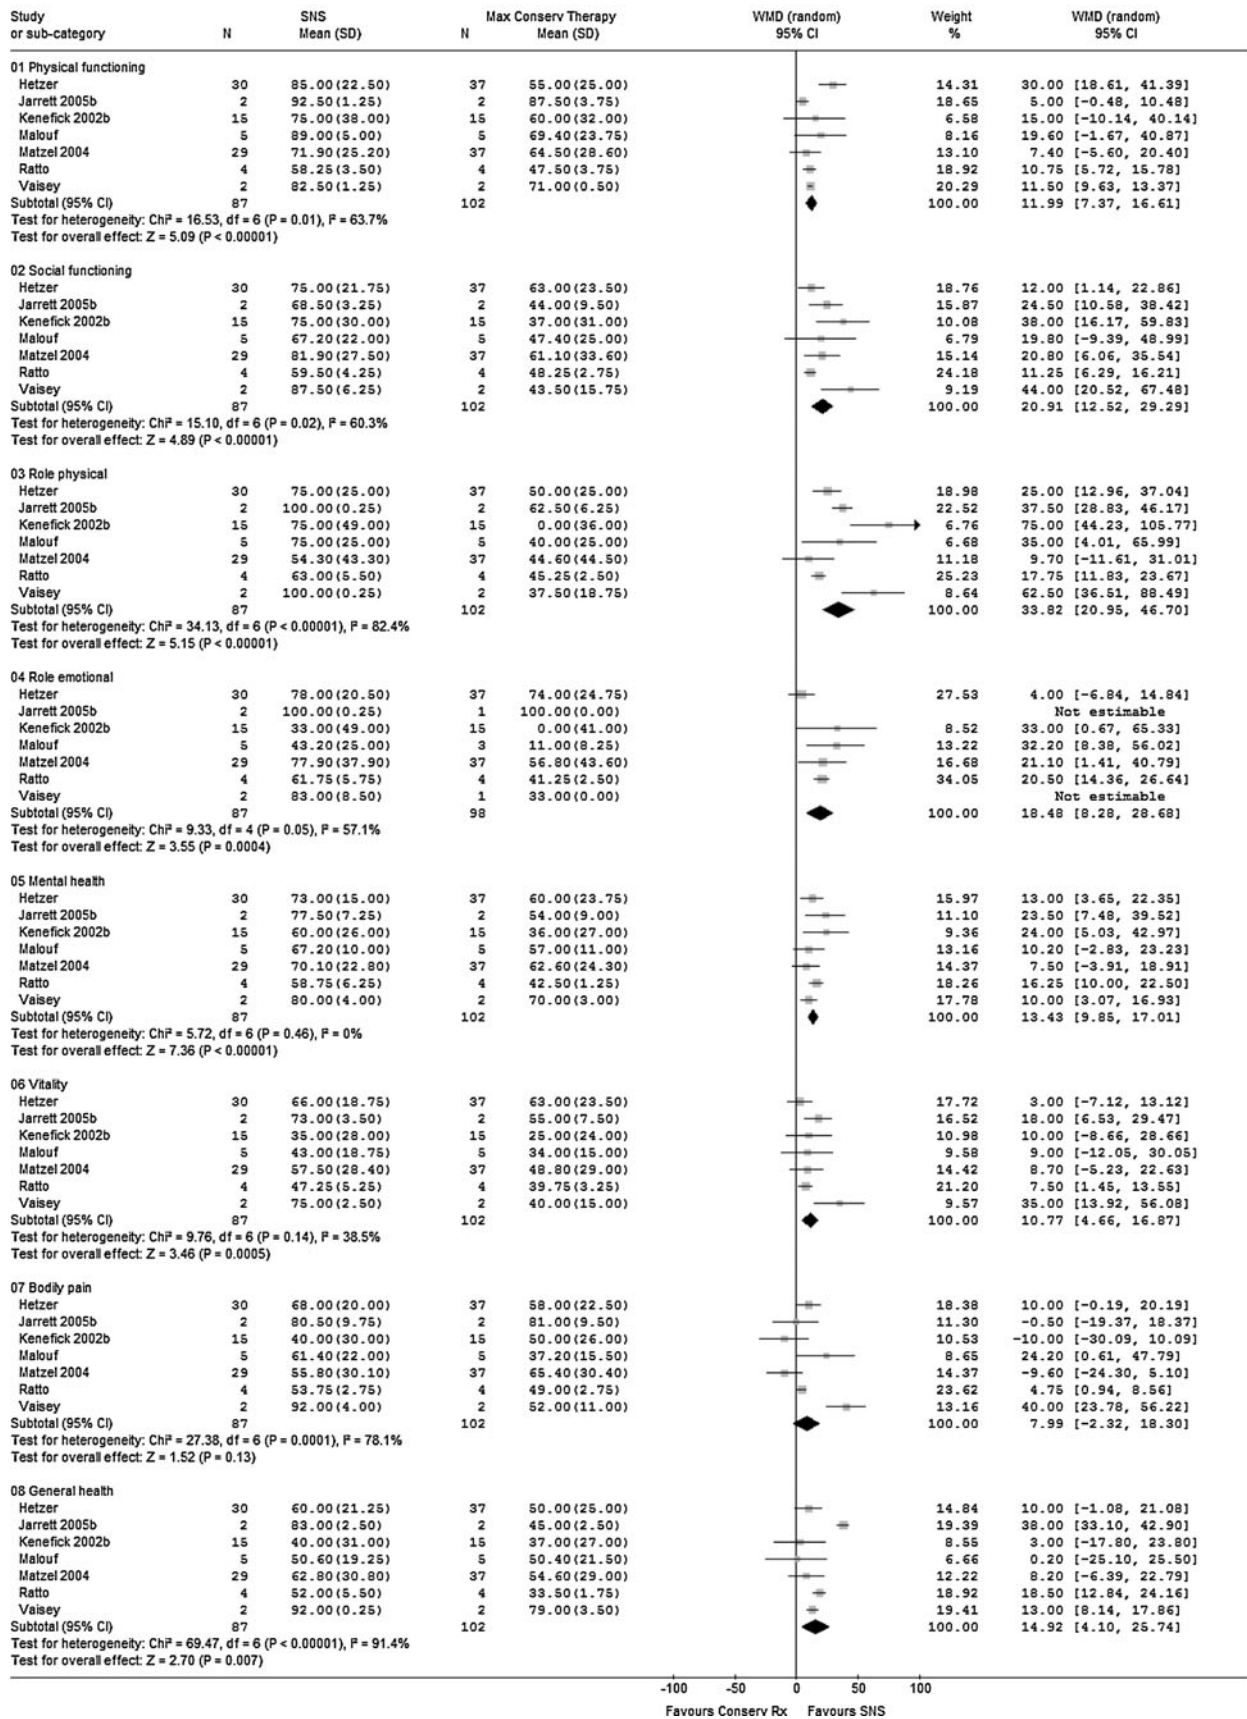 Study SNS Max Conserv Therapy WMD (random) Weight WMD (random)
or sub-category N Mean (SD) N Mean (SD) 95% CI % 95% CI
01 Physical functioning
Hetzer 30 85.00(22.50) 37 55.00(25.00) 14.31 30.00 [18.61, 41.39]
Jarrett 2005b 2 92.50(1.25) 2 87.50(3.75) 18.65 5.00 [-0.48, 10.48]
Kenefick 2002b 15 75.00(38.00) 15 60.00(32.00) 6.58 15.00 [-10.14, 40.14]
Malouf 5 89.00(5.00) 5 69.40(23.75) 8.16 19.60 [-1.67, 40.87]
Matzel 2004 29 71.90(25.20) 37 64.50(28.60) 13.10 7.40 [-5.60, 20.40]
Ratto 4 58.25(3.50) 4 47.50(3.75) 18.92 10.75 [5.72, 15.78]
Vaisey 2 82.50(1.25) 2 71.00(0.50) 20.29 11.50 [9.63, 13.37]
Subtotal (95% CI) 87 102 100.00 11.99 [7.37, 16.61]
Test for heterogeneity: Chi² = 16.53, df = 6 (P = 0.01), I² = 63.7%
Test for overall effect: Z = 5.09 (P < 0.00001)
02 Social functioning
Hetzer 30 75.00(21.75) 37 63.00(23.50) 18.76 12.00 [1.14, 22.86]
Jarrett 2005b 2 68.50(3.25) 2 44.00(9.50) 15.87 24.50 [10.58, 38.42]
Kenefick 2002b 15 75.00(30.00) 15 37.00(31.00) 10.08 38.00 [16.17, 59.83]
Malouf 5 67.20(22.00) 5 47.40(25.00) 6.79 19.80 [-9.39, 48.99]
Matzel 2004 29 81.90(27.50) 37 61.10(33.60) 15.14 20.80 [6.06, 35.54]
Ratto 4 59.50(4.25) 4 48.25(2.75) 24.18 11.25 [6.29, 16.21]
Vaisey 2 87.50(6.25) 2 43.50(15.75) 9.19 44.00 [20.52, 67.48]
Subtotal (95% CI) 87 102 100.00 20.91 [12.52, 29.29]
Test for heterogeneity: Chi² = 15.10, df = 6 (P = 0.02), I² = 60.3%
Test for overall effect: Z = 4.89 (P < 0.00001)
03 Role physical
Hetzer 30 75.00(25.00) 37 50.00(25.00) 18.98 25.00 [12.96, 37.04]
Jarrett 2005b 2 100.00(0.25) 2 62.50(6.25) 22.52 37.50 [28.83, 46.17]
Kenefick 2002b 15 75.00(49.00) 15 0.00(36.00) 6.76 75.00 [44.23, 105.77]
Malouf 5 75.00(25.00) 5 40.00(25.00) 6.68 35.00 [4.01, 65.99]
Matzel 2004 29 54.30(43.30) 37 44.60(44.50) 11.18 9.70 [-11.61, 31.01]
Ratto 4 63.00(5.50) 4 45.25(2.50) 25.23 17.75 [11.83, 23.67]
Vaisey 2 100.00(0.25) 2 37.50(18.75) 8.64 62.50 [36.51, 88.49]
Subtotal (95% CI) 87 102 100.00 33.82 [20.95, 46.70]
Test for heterogeneity: Chi² = 34.13, df = 6 (P < 0.00001), I² = 82.4%
Test for overall effect: Z = 5.15 (P < 0.00001)
04 Role emotional
Hetzer 30 78.00(20.50) 37 74.00(24.75) 27.53 4.00 [-6.84, 14.84]
Jarrett 2005b 2 100.00(0.25) 1 100.00(0.00) Not estimable
Kenefick 2002b 15 33.00(49.00) 15 0.00(41.00) 8.52 33.00 [0.67, 65.33]
Malouf 5 43.20(25.00) 3 11.00(8.25) 13.22 32.20 [8.38, 56.02]
Matzel 2004 29 77.90(37.90) 37 56.80(43.60) 16.68 21.10 [1.41, 40.79]
Ratto 4 61.75(5.75) 4 41.25(2.50) 34.05 20.50 [14.36, 26.64]
Vaisey 2 83.00(8.50) 1 33.00(0.00) Not estimable
Subtotal (95% CI) 87 98 100.00 18.48 [8.28, 28.68]
Test for heterogeneity: Chi² = 9.33, df = 4 (P = 0.05), I² = 57.1%
Test for overall effect: Z = 3.55 (P = 0.0004)
05 Mental health
Hetzer 30 73.00(15.00) 37 60.00(23.75) 15.97 13.00 [3.65, 22.35]
Jarrett 2005b 2 77.50(7.25) 2 54.00(9.00) 11.10 23.50 [7.48, 39.52]
Kenefick 2002b 15 60.00(26.00) 15 36.00(27.00) 9.36 24.00 [5.03, 42.97]
Malouf 5 67.20(10.00) 5 57.00(11.00) 13.16 10.20 [-2.83, 23.23]
Matzel 2004 29 70.10(22.80) 37 62.60(24.30) 14.37 7.50 [-3.91, 18.91]
Ratto 4 58.75(6.25) 4 42.50(1.25) 18.26 16.25 [10.00, 22.50]
Vaisey 2 80.00(4.00) 2 70.00(3.00) 17.78 10.00 [3.07, 16.93]
Subtotal (95% CI) 87 102 100.00 13.43 [9.85, 17.01]
Test for heterogeneity: Chi² = 5.72, df = 6 (P = 0.46), I² = 0%
Test for overall effect: Z = 7.36 (P < 0.00001)
06 Vitality
Hetzer 30 66.00(18.75) 37 63.00(23.50) 17.72 3.00 [-7.12, 13.12]
Jarrett 2005b 2 73.00(3.50) 2 55.00(7.50) 16.52 18.00 [6.53, 29.47]
Kenefick 2002b 15 35.00(28.00) 15 25.00(24.00) 10.98 10.00 [-8.66, 28.66]
Malouf 5 43.00(18.75) 5 34.00(15.00) 9.58 9.00 [-12.05, 30.05]
Matzel 2004 29 57.50(28.40) 37 48.80(29.00) 14.42 8.70 [-5.23, 22.63]
Ratto 4 47.25(5.25) 4 39.75(3.25) 21.20 7.50 [1.45, 13.55]
Vaisey 2 75.00(2.50) 2 40.00(15.00) 9.57 35.00 [13.92, 56.08]
Subtotal (95% CI) 87 102 100.00 10.77 [4.66, 16.87]
Test for heterogeneity: Chi² = 9.76, df = 6 (P = 0.14), I² = 38.5%
Test for overall effect: Z = 3.46 (P = 0.0005)
07 Bodily pain
Hetzer 30 68.00(20.00) 37 58.00(22.50) 18.38 10.00 [-0.19, 20.19]
Jarrett 2005b 2 80.50(9.75) 2 81.00(9.50) 11.30 -0.50 [-19.37, 18.37]
Kenefick 2002b 15 40.00(30.00) 15 50.00(26.00) 10.53 -10.00 [-30.09, 10.09]
Malouf 5 61.40(22.00) 5 37.20(15.50) 8.65 24.20 [0.61, 47.79]
Matzel 2004 29 55.80(30.10) 37 65.40(30.40) 14.37 -9.60 [-24.30, 5.10]
Ratto 4 53.75(2.75) 4 49.00(2.75) 23.62 4.75 [0.94, 8.56]
Vaisey 2 92.00(4.00) 2 52.00(11.00) 13.16 40.00 [23.78, 56.22]
Subtotal (95% CI) 87 102 100.00 7.99 [-2.32, 18.30]
Test for heterogeneity: Chi² = 27.38, df = 6 (P = 0.0001), I² = 78.1%
Test for overall effect: Z = 1.52 (P = 0.13)
08 General health
Hetzer 30 60.00(21.25) 37 50.00(25.00) 14.84 10.00 [-1.08, 21.08]
Jarrett 2005b 2 83.00(2.50) 2 45.00(2.50) 19.39 38.00 [33.10, 42.90]
Kenefick 2002b 15 40.00(31.00) 15 37.00(27.00) 8.55 3.00 [-17.80, 23.80]
Malouf 5 50.60(19.25) 5 50.40(21.50) 6.66 0.20 [-25.10, 25.50]
Matzel 2004 29 62.80(30.80) 37 54.60(29.00) 12.22 8.20 [-6.39, 22.79]
Ratto 4 52.00(5.50) 4 33.50(1.75) 18.92 18.50 [12.84, 24.16]
Vaisey 2 92.00(0.25) 2 79.00(3.50) 19.41 13.00 [8.14, 17.86]
Subtotal (95% CI) 87 102 100.00 14.92 [4.10, 25.74]
Test for heterogeneity: Chi² = 69.47, df = 6 (P < 0.00001), I² = 91.4%
Test for overall effect: Z = 2.70 (P = 0.007)
-100 -50 0 50 100
Favours Conserv Rx Favours SNS